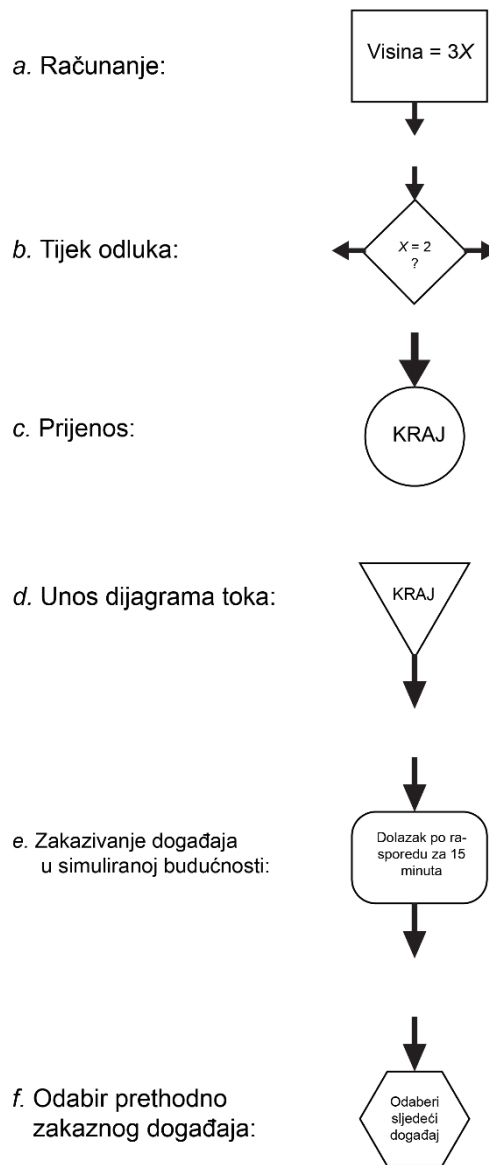 a. Računanje:
Visina = 3X
b. Tijek odluka:
X = 2
?
c. Prijenos:
KRAJ
d. Unos dijagrama toka:
KRAJ
e. Zakazivanje događaja
u simuliranoj budućnosti:
Dolazak po ra-
sporedu za 15
minuta
f. Odabir prethodno
zakaznog događaja:
Odaberi
sljedeći
događaj